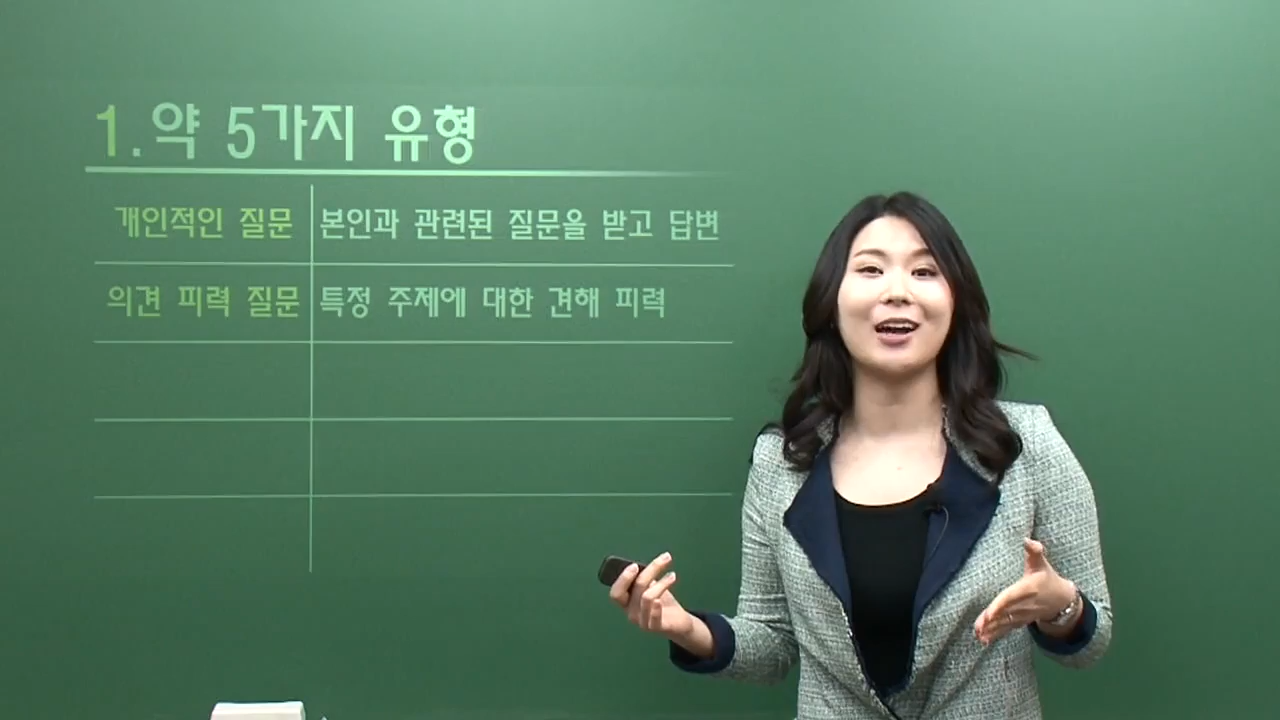 1.약 5가지 유형
개인적인 질문 본인과 관련된 질문을 받고 답변
의견 피력 질문 특정 주제에 대한 견해 피력